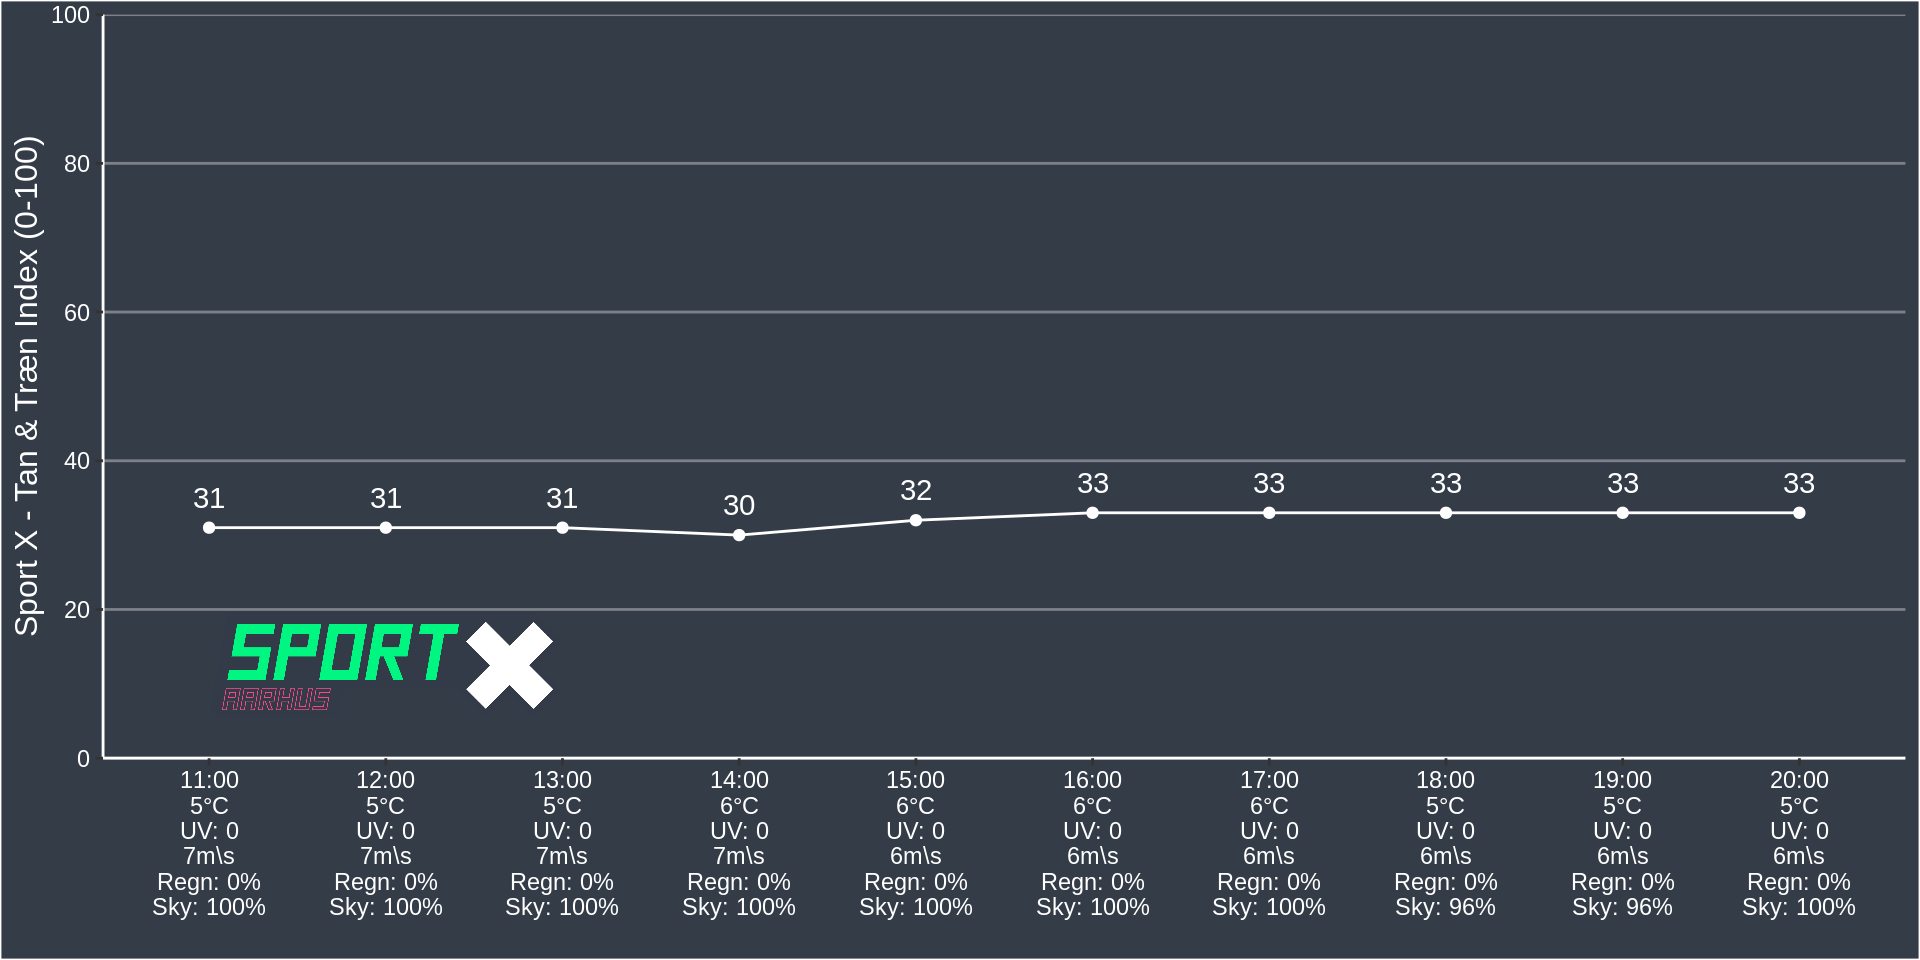 Sport X - Tan & Træn Index (0-100)
100
80
60
40
20
0
31 31 31 30 32 33 33 33 33 33
SPORT X
AARHUS
11:00 12:00 13:00 14:00 15:00 16:00 17:00 18:00 19:00 20:00
5°C 5°C 5°C 6°C 6°C 6°C 6°C 5°C 5°C 5°C
UV: 0 UV: 0 UV: 0 UV: 0 UV: 0 UV: 0 UV: 0 UV: 0 UV: 0 UV: 0
7m\s 7m\s 7m\s 7m\s 6m\s 6m\s 6m\s 6m\s 6m\s 6m\s
Regn: 0% Regn: 0% Regn: 0% Regn: 0% Regn: 0% Regn: 0% Regn: 0% Regn: 0% Regn: 0% Regn: 0%
Sky: 100% Sky: 100% Sky: 100% Sky: 100% Sky: 100% Sky: 100% Sky: 100% Sky: 96% Sky: 96% Sky: 100%